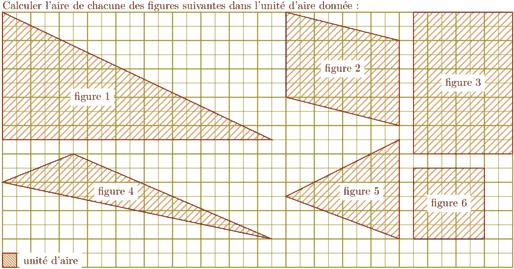 Calculer l'aire de chacune des figures suivantes dans l'unité d'aire donnée :
figure 2
figure 3
figure 1
figure 4
figure 5
figure 6
unité d'aire